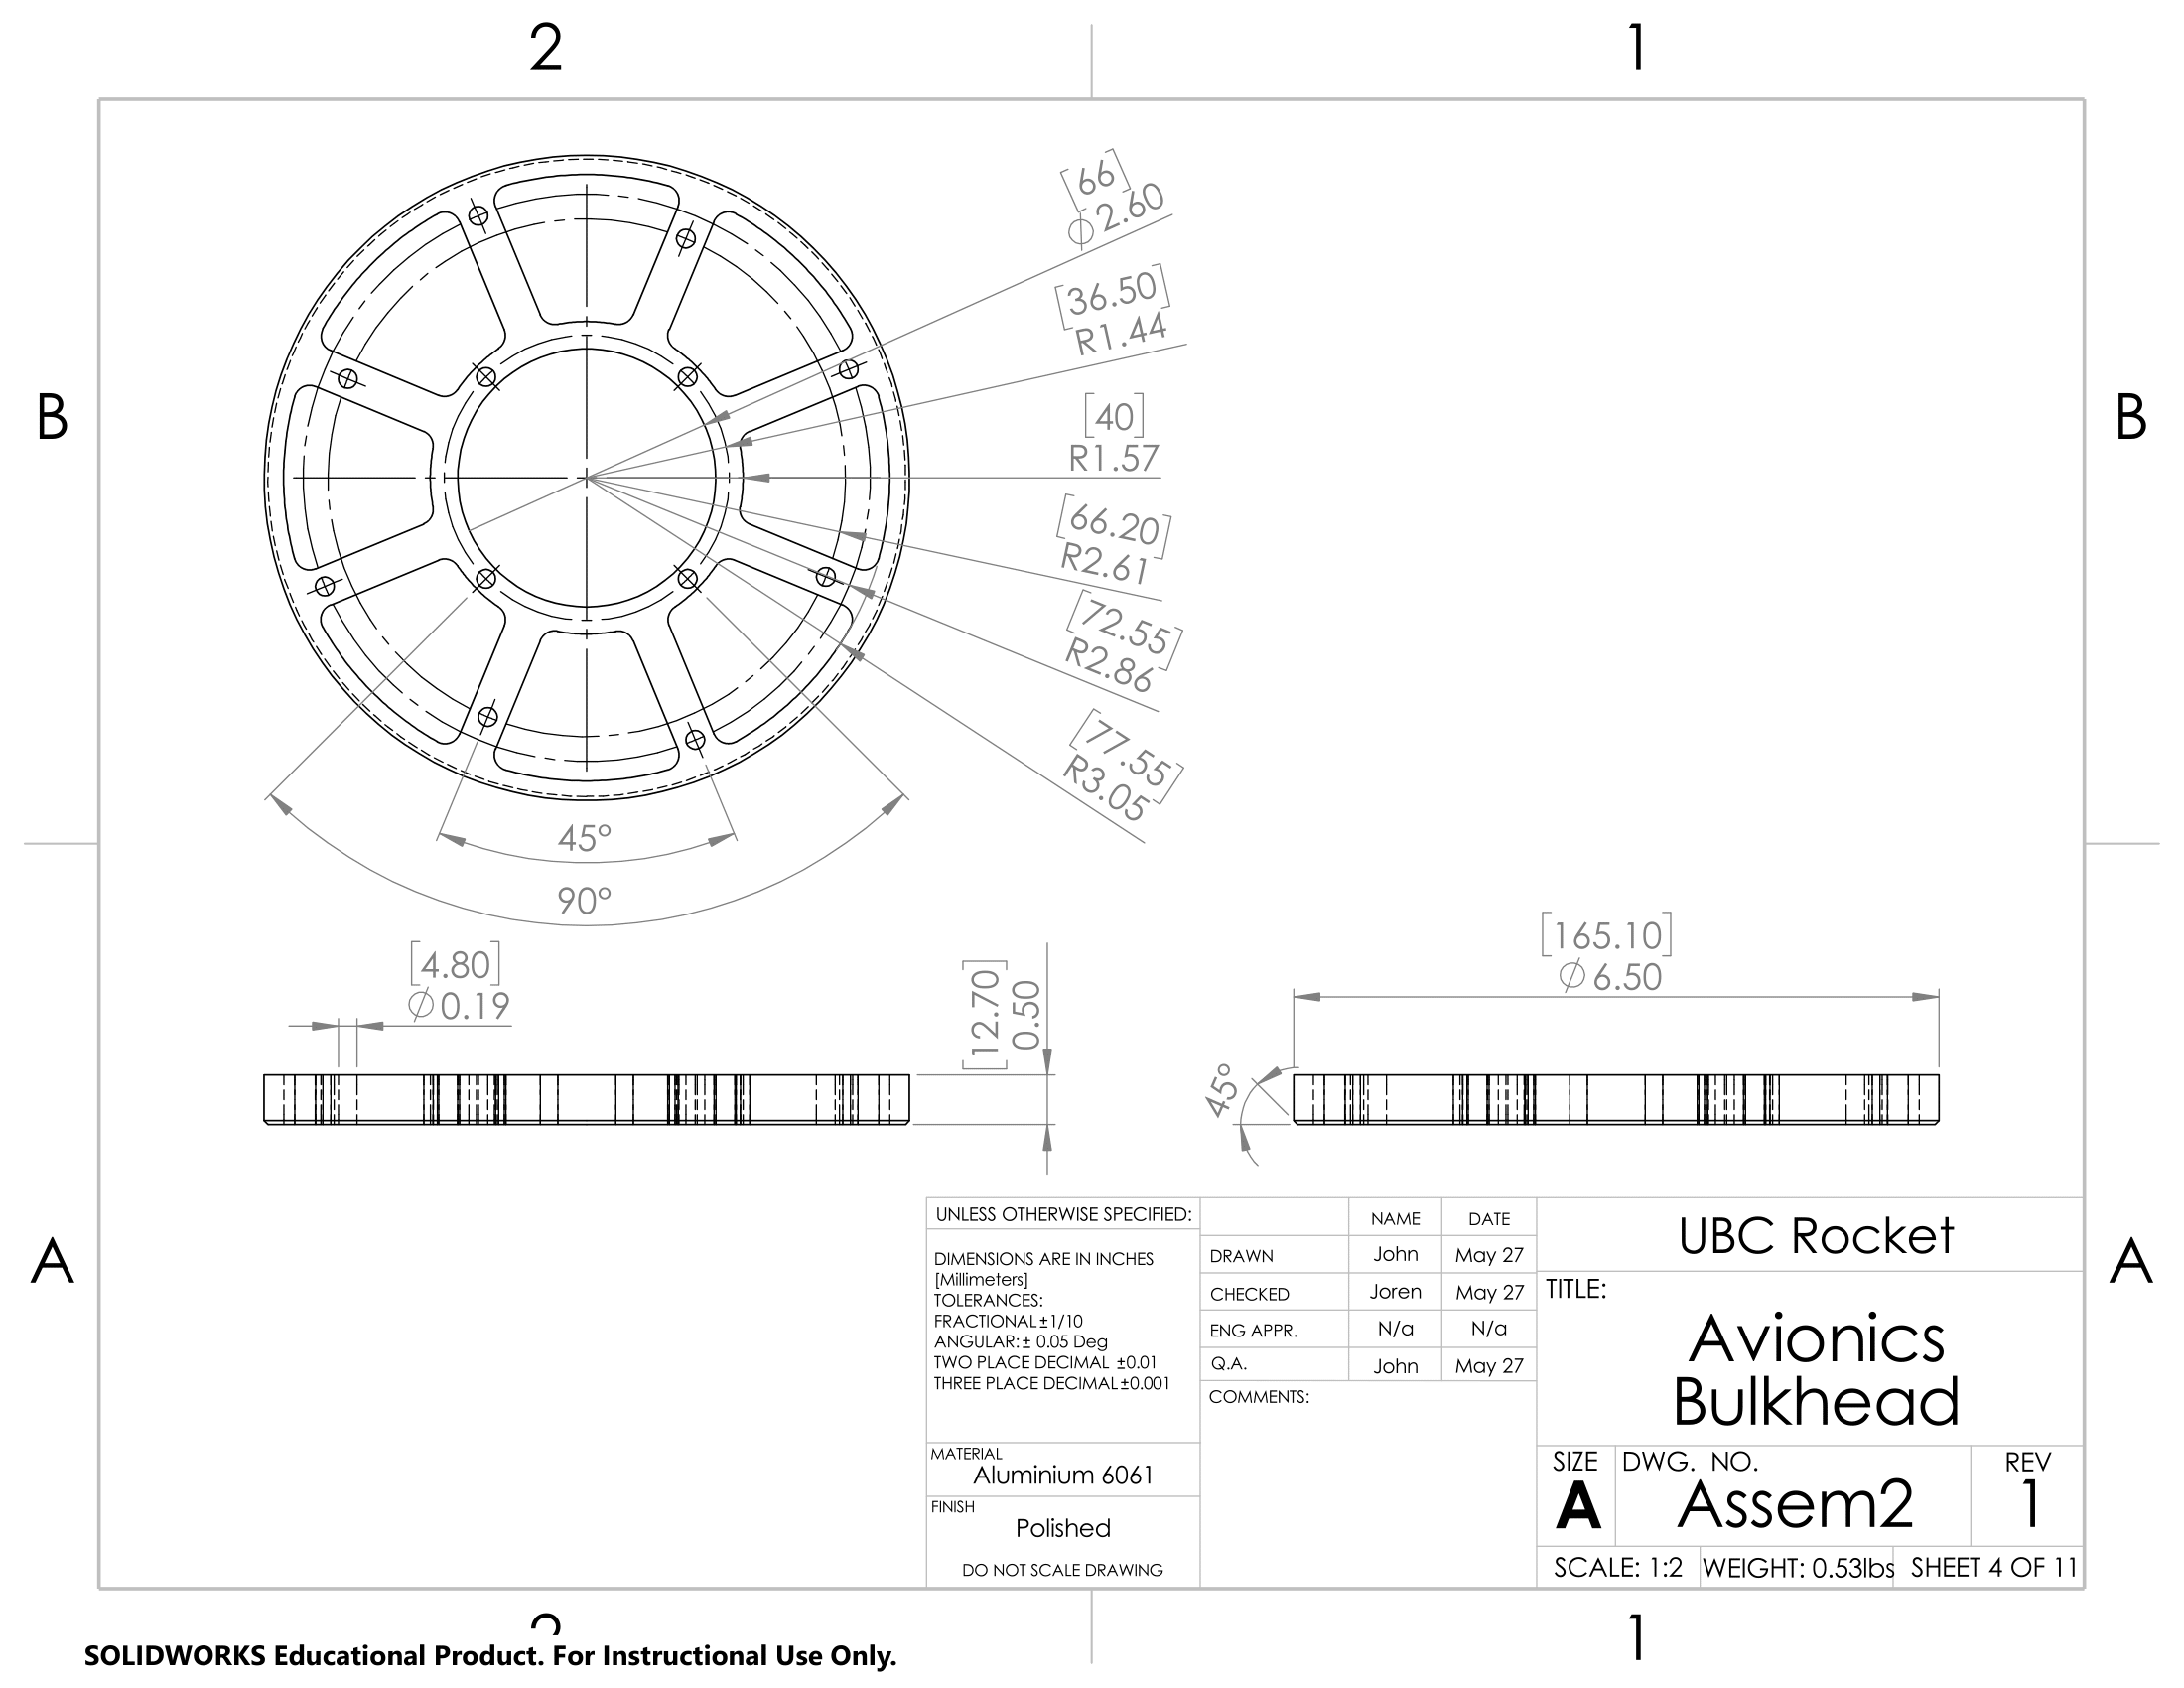 2 1
[66]
∅2.60
[36.50]
R1.44
B B
[40]
R1.57
[66.20]
R2.61
[72.55]
R2.86
[77.55]
R3.05
45°
90°
[4.80]
∅0.19
[12.70]
0.50
[165.10]
∅6.50
45°
A A
UNLESS OTHERWISE SPECIFIED:
DIMENSIONS ARE IN INCHES
[Millimeters]
TOLERANCES:
FRACTIONAL±1/10
ANGULAR:± 0.05 Deg
TWO PLACE DECIMAL ±0.01
THREE PLACE DECIMAL±0.001
MATERIAL
Aluminium 6061
FINISH
Polished
DO NOT SCALE DRAWING
NAME DATE
DRAWN John May 27
CHECKED Joren May 27
ENG APPR. N/a N/a
Q.A. John May 27
COMMENTS:
UBC Rocket
TITLE:
Avionics
Bulkhead
SIZE DWG. NO. REV
A Assem2 1
SCALE: 1:2 WEIGHT: 0.53lbs SHEET 4 OF 11
2 1
SOLIDWORKS Educational Product. For Instructional Use Only.